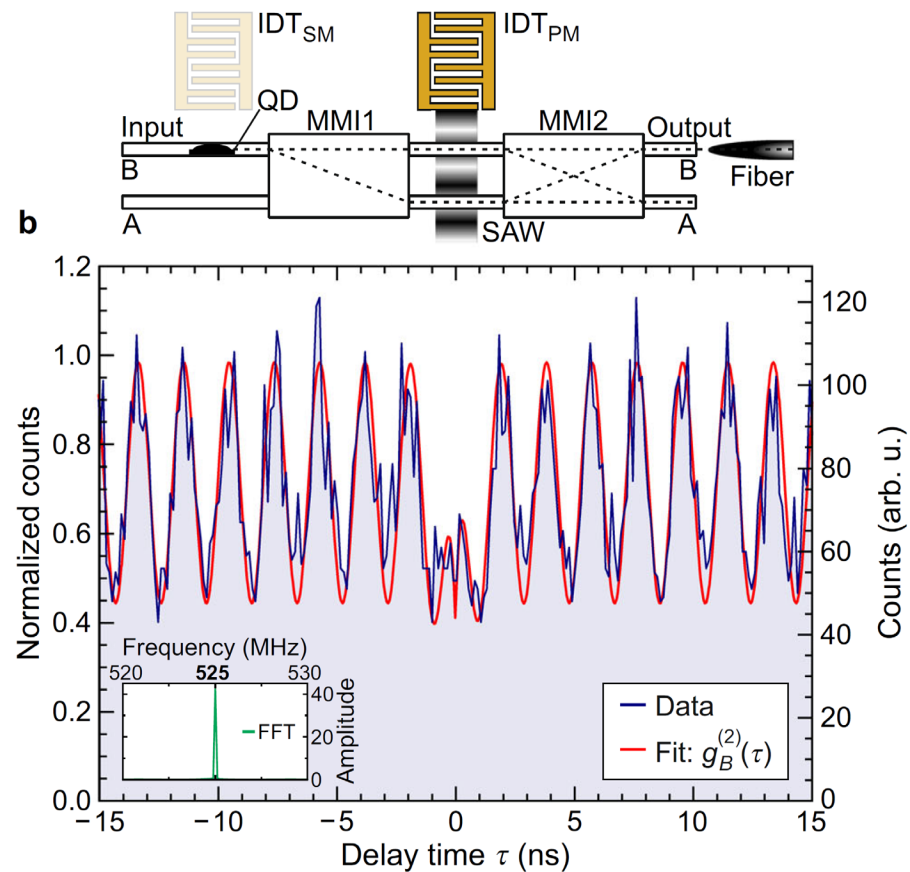 IDT_SM IDT_PM
QD
Input MMI1 MMI2 Output
B B
Fiber
A SAW A
b
1.2
1.0
0.8
0.6
0.4
0.2
0.0
Normalized counts
120
100
80
60
40
20
0
Counts (arb. u.)
Frequency (MHz)
520 525 530
40
20
0
Amplitude
FFT
Data
Fit: g_B^(2)(τ)
−15 −10 −5 0 5 10 15
Delay time τ (ns)